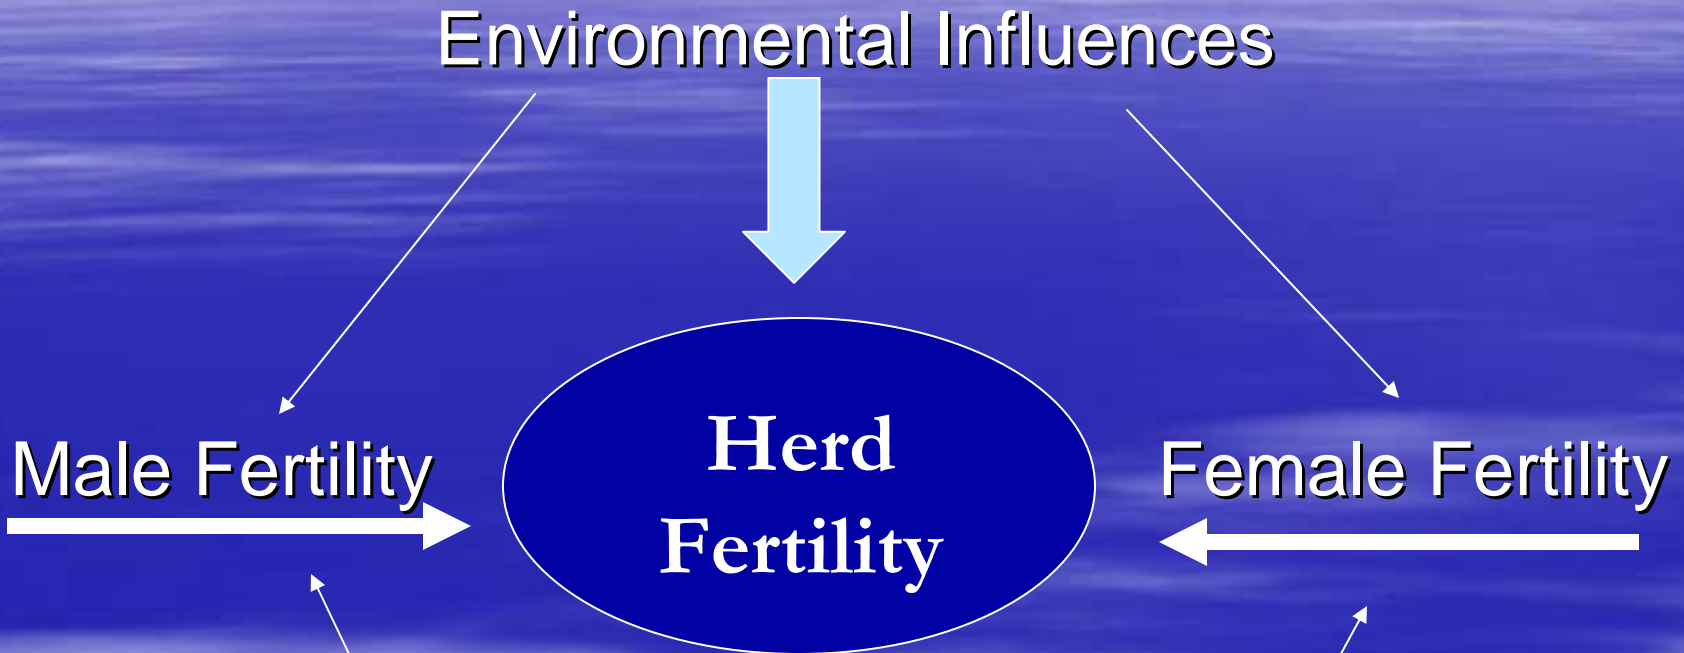 Environmental Influences
Male Fertility
Herd
Fertility
Female Fertility